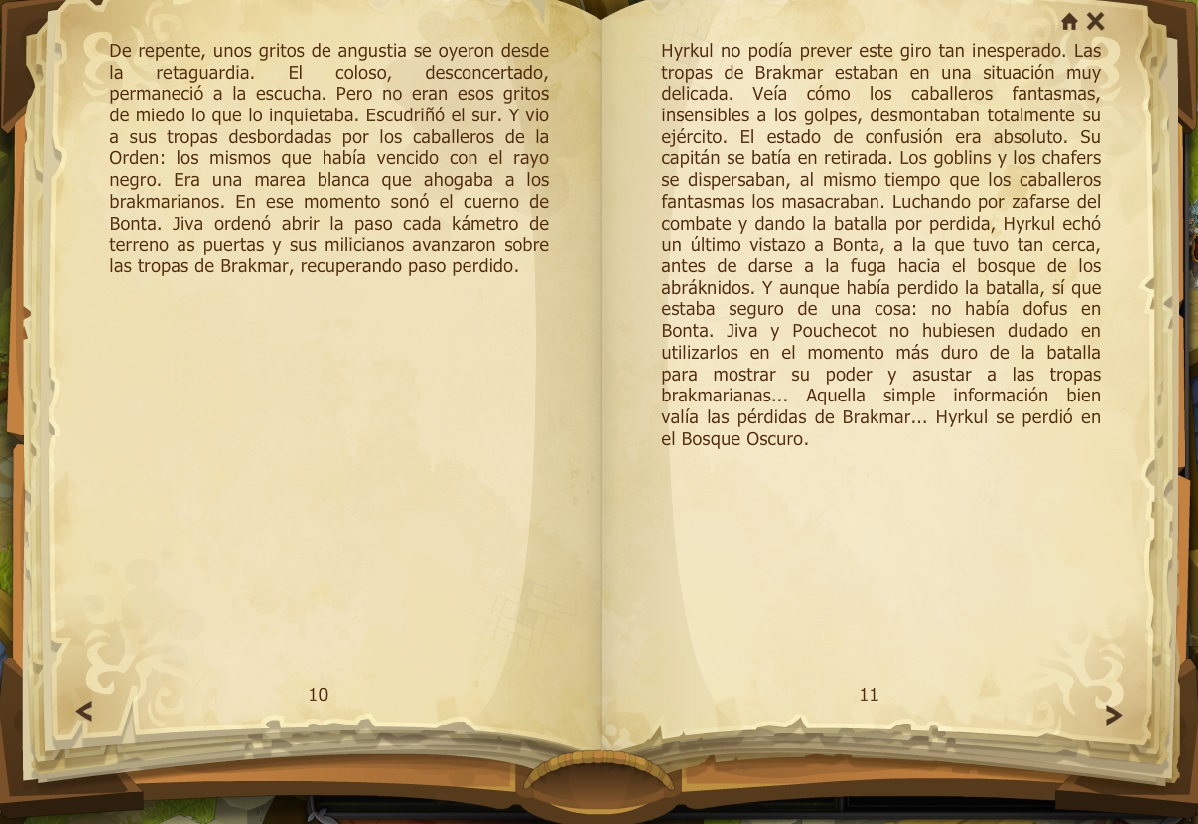 De repente, unos gritos de angustia se oyeron desde
la retaguardia. El coloso, desconcertado,
permaneció a la escucha. Pero no eran esos gritos
de miedo lo que lo inquietaba. Escudriñó el sur. Y vio
a sus tropas desbordadas por los caballeros de la
Orden: los mismos que había vencido con el rayo
negro. Era una marea blanca que ahogaba a los
brakmarianos. En ese momento sonó el cuerno de
Bonta. Jiva ordenó abrir la paso cada kámetro de
terreno as puertas y sus milicianos avanzaron sobre
las tropas de Brakmar, recuperando paso perdido.
10
Hyrkul no podía prever este giro tan inesperado. Las
tropas de Brakmar estaban en una situación muy
delicada. Veía cómo los caballeros fantasmas,
insensibles a los golpes, desmontaban totalmente su
ejército. El estado de confusión era absoluto. Su
capitán se batía en retirada. Los goblins y los chafers
se dispersaban, al mismo tiempo que los caballeros
fantasmas los masacraban. Luchando por zafarse del
combate y dando la batalla por perdida, Hyrkul echó
un último vistazo a Bonta, a la que tuvo tan cerca,
antes de darse a la fuga hacia el bosque de los
abráknidos. Y aunque había perdido la batalla, sí que
estaba seguro de una cosa: no había dofus en
Bonta. Jiva y Pouchecot no hubiesen dudado en
utilizarlos en el momento más duro de la batalla
para mostrar su poder y asustar a las tropas
brakmarianas... Aquella simple información bien
valía las pérdidas de Brakmar... Hyrkul se perdió en
el Bosque Oscuro.
11